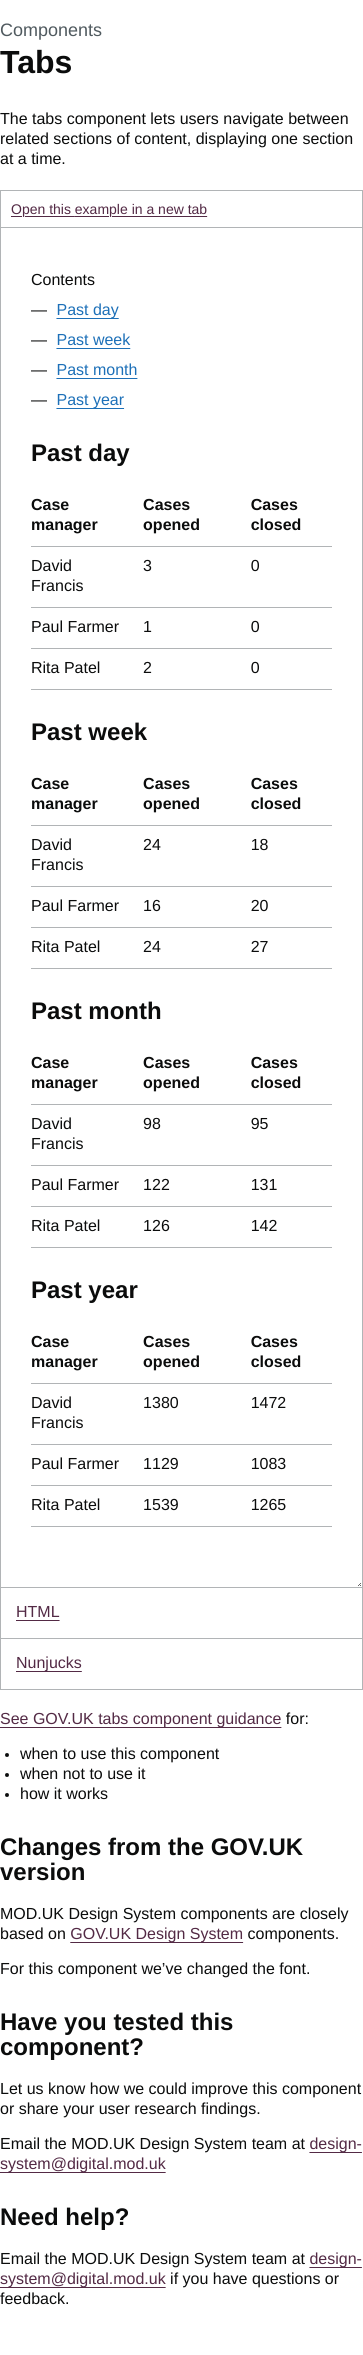 Components
Tabs
The tabs component lets users navigate between
related sections of content, displaying one section
at a time.
Open this example in a new tab
Contents
— Past day
— Past week
— Past month
— Past year
Past day
Case manager Cases opened Cases closed
David Francis 3 0
Paul Farmer 1 0
Rita Patel 2 0
Past week
Case manager Cases opened Cases closed
David Francis 24 18
Paul Farmer 16 20
Rita Patel 24 27
Past month
Case manager Cases opened Cases closed
David Francis 98 95
Paul Farmer 122 131
Rita Patel 126 142
Past year
Case manager Cases opened Cases closed
David Francis 1380 1472
Paul Farmer 1129 1083
Rita Patel 1539 1265
HTML
Nunjucks
See GOV.UK tabs component guidance for:
• when to use this component
• when not to use it
• how it works
Changes from the GOV.UK
version
MOD.UK Design System components are closely
based on GOV.UK Design System components.
For this component we’ve changed the font.
Have you tested this
component?
Let us know how we could improve this component
or share your user research findings.
Email the MOD.UK Design System team at design-
system@digital.mod.uk
Need help?
Email the MOD.UK Design System team at design-
system@digital.mod.uk if you have questions or
feedback.